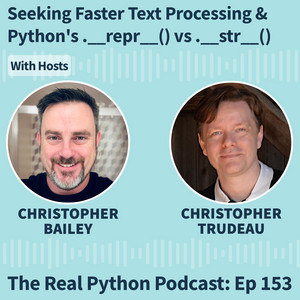 Seeking Faster Text Processing &
Python's .__repr__() vs .__str__()
With Hosts
CHRISTOPHER
BAILEY
CHRISTOPHER
TRUDEAU
The Real Python Podcast: Ep 153